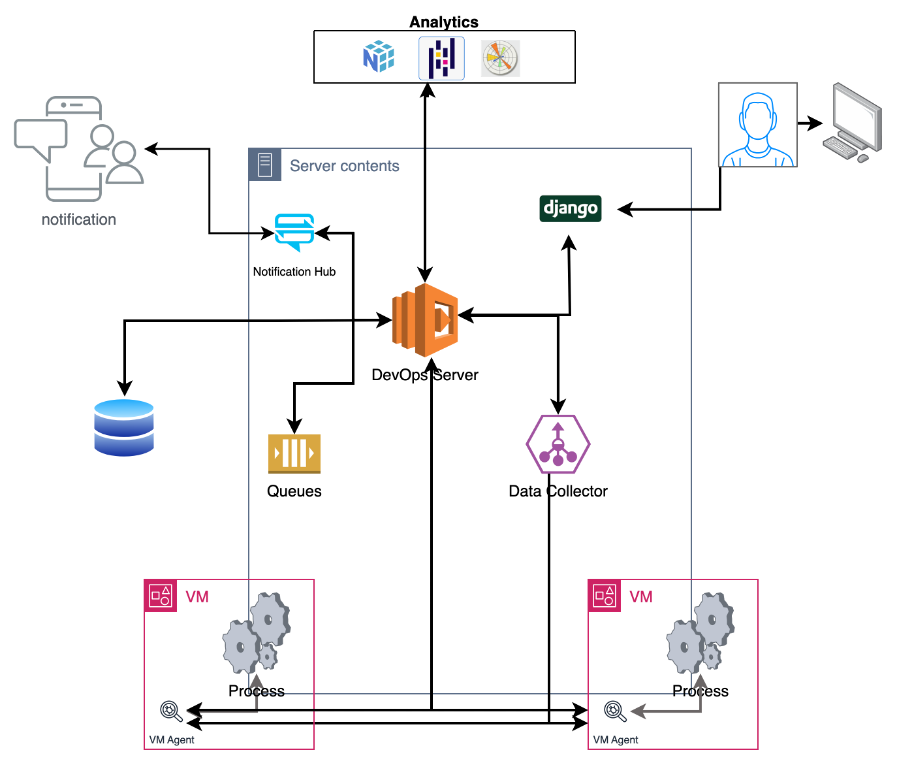 Analytics
Server contents
notification
django
Notification Hub
DevOps Server
Queues
Data Collector
VM
VM
Process
Process
VM Agent
VM Agent